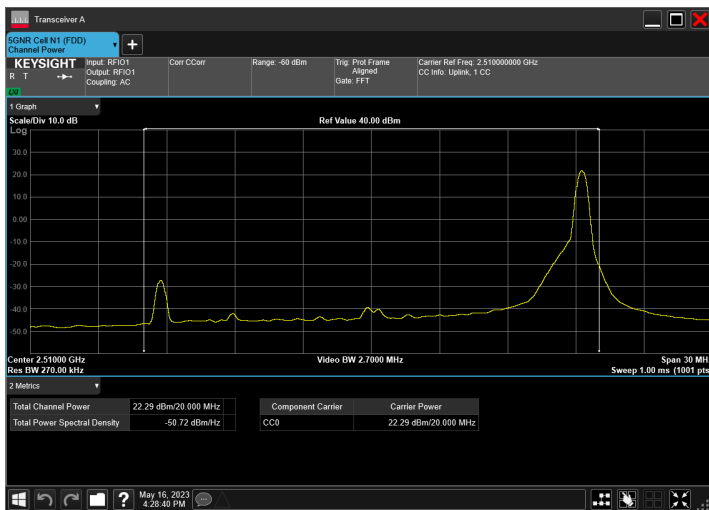 Transceiver A
5GNR Cell N1 (FDD)
Channel Power
KEYSIGHT
R T
LXI
Input: RFIO1
Output: RFIO1
Coupling: AC
Corr CCorr
Range: -60 dBm
Trig: Prot Frame
Aligned
Gate: FFT
Carrier Ref Freq: 2.510000000 GHz
CC Info: Uplink, 1 CC
1 Graph
Scale/Div 10.0 dB
Ref Value 40.00 dBm
Log
30.0
20.0
10.0
0.00
-10.0
-20.0
-30.0
-40.0
-50.0
Center 2.51000 GHz
Video BW 2.7000 MHz
Span 30 MH
Res BW 270.00 kHz
Sweep 1.00 ms (1001 pts
2 Metrics
Total Channel Power 22.29 dBm/20.000 MHz
Total Power Spectral Density -50.72 dBm/Hz
Component Carrier Carrier Power
CC0 22.29 dBm/20.000 MHz
?
May 16, 2023
4:28:40 PM